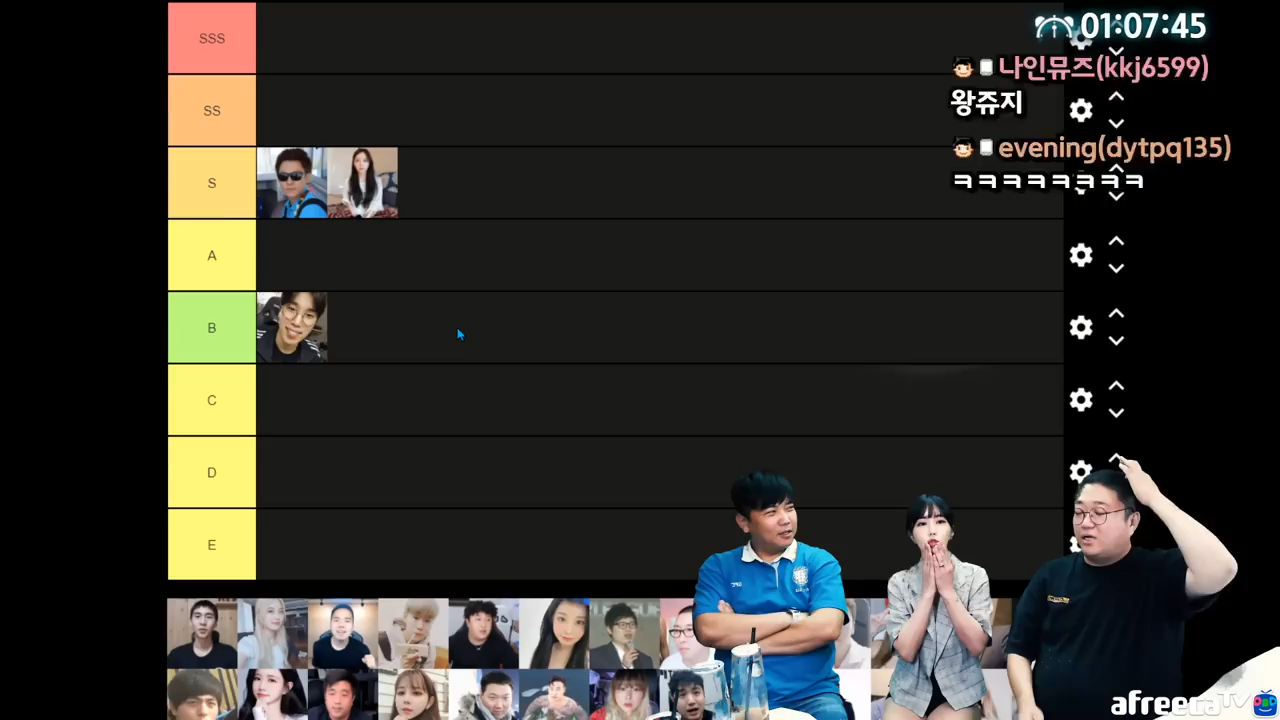 SSS
01:07:45
나인뮤즈(kkj6599)
SS
왕쥬지
evening(dytpq135)
S
ㅋㅋㅋㅋㅋㅋㅋㅋ
A
B
C
D
E
afreecaTV